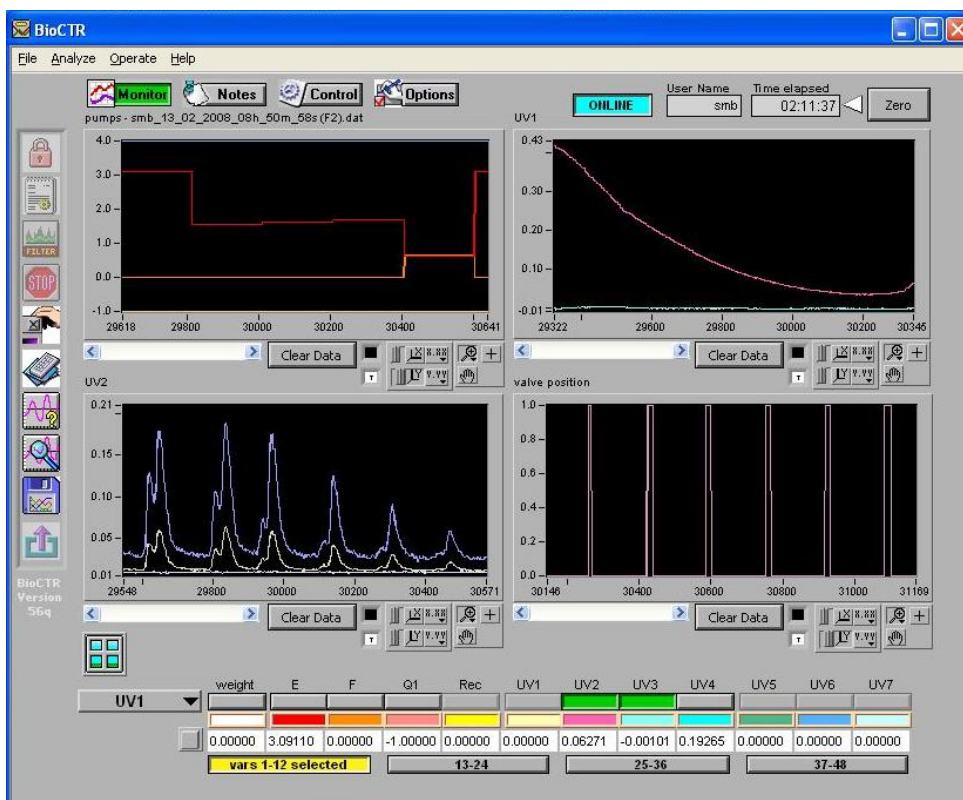 BioCTR
File Analyze Operate Help
Monitor Notes Control Options
ONLINE
User Name
smb
Time elapsed
02:11:37
Zero
pumps - smb_13_02_2008_08h_50m_58s (F2).dat
4.0
3.0
2.0
1.0
0.0
-1.0
29618 29800 30000 30200 30400 30641
Clear Data
UV1
0.43
0.30
0.20
0.10
-0.01
29322 29600 29800 30000 30200 30346
Clear Data
FILTER
STOP
UV2
0.21
0.15
0.10
0.05
0.01
29548 29800 30000 30200 30400 30571
Clear Data
valve position
1.0
0.8
0.6
0.4
0.2
0.0
30146 30400 30600 30800 31000 31169
Clear Data
BioCTR
Version
56q
UV1
weight E F Q1 Rec UV1 UV2 UV3 UV4 UV5 UV6 UV7
0.00000 3.09110 0.00000 -1.00000 0.00000 0.00000 0.06271 -0.00101 0.19265 0.00000 0.00000 0.00000
vars 1-12 selected 13-24 25-36 37-48